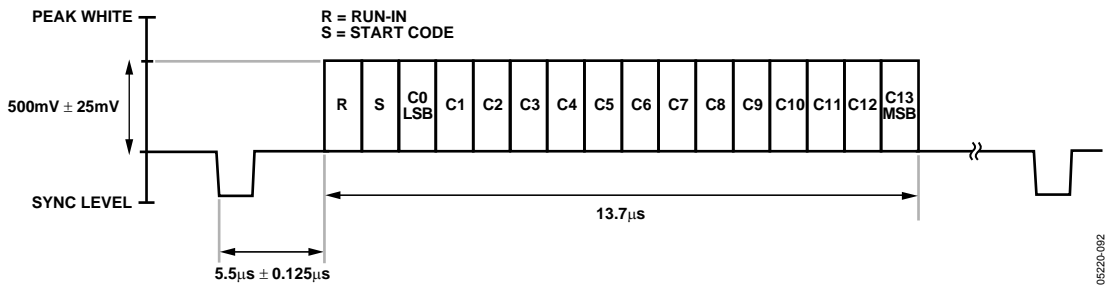 PEAK WHITE
R = RUN-IN
S = START CODE
500mV ± 25mV
R
S
C0
LSB
C1
C2
C3
C4
C5
C6
C7
C8
C9
C10
C11
C12
C13
MSB
SYNC LEVEL
13.7μs
5.5μs ± 0.125μs
05220-092